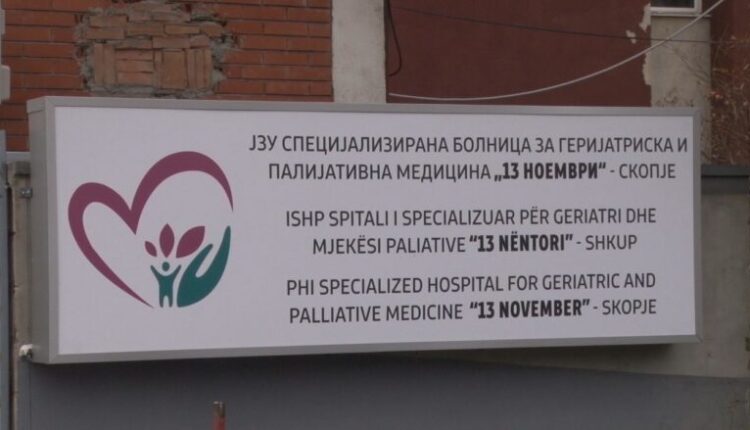 ЈЗУ СПЕЦИЈАЛИЗИРАНА БОЛНИЦА ЗА ГЕРИЈАТРИСКА И
ПАЛИЈАТИВНА МЕДИЦИНА „13 НОЕМВРИ“ - СКОПЈЕ
ISHP SPITALI I SPECIALIZUAR PËR GERIATRI DHE
MJEKËSI PALIATIVE “13 NËNTORI” - SHKUP
PHI SPECIALIZED HOSPITAL FOR GERIATRIC AND
PALLIATIVE MEDICINE “13 NOVEMBER” - SKOPJE